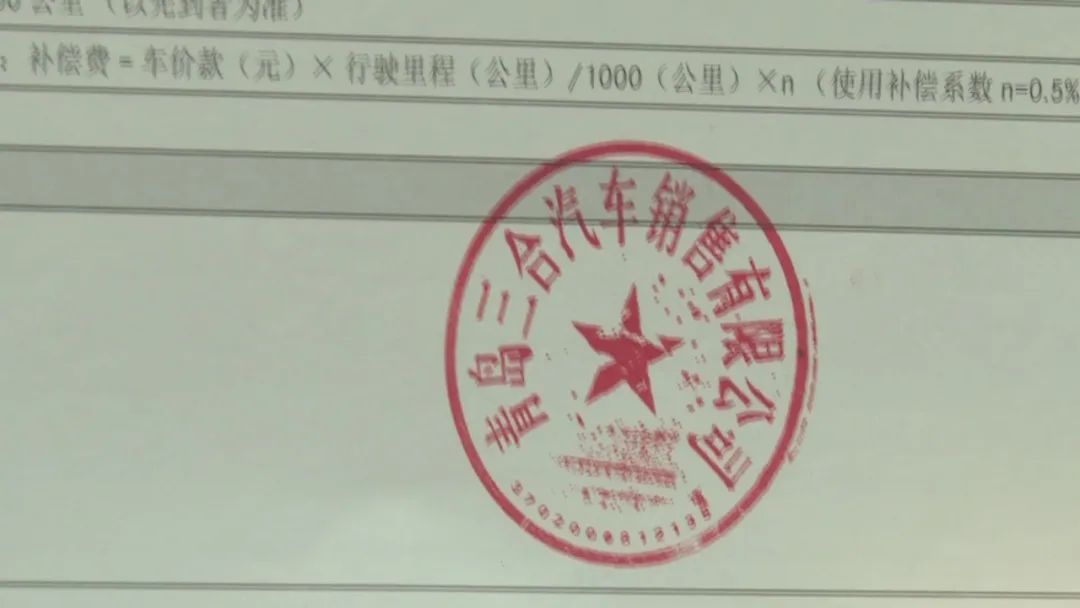 00公里（以先到者为准）
：补偿费=车价款（元）×行驶里程（公里）/1000（公里）×n（使用补偿系数n=0.5%
青岛三合汽车销售有限公司